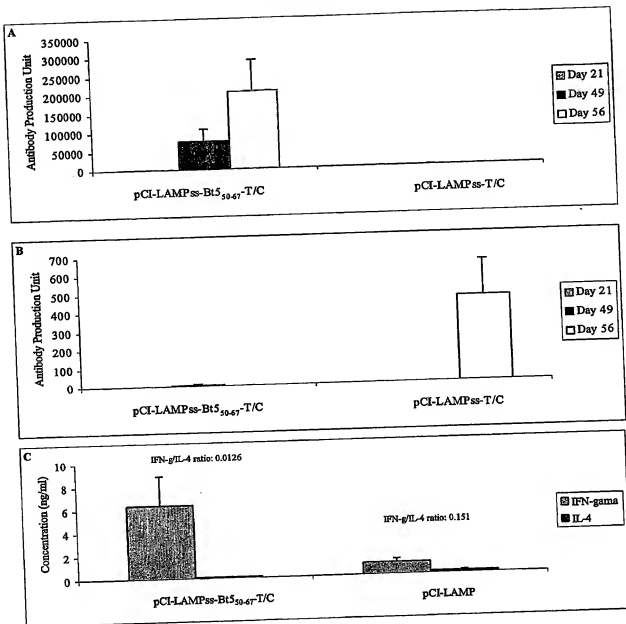 A
Antibody Production Unit
350000
300000
250000
200000
150000
100000
50000
0
pCI-LAMPss-Bt5₅₀₋₆₇-T/C
pCI-LAMPss-T/C
Day 21
Day 49
Day 56
B
Antibody Production Unit
700
600
500
400
300
200
100
0
pCI-LAMPss-Bt5₅₀₋₆₇-T/C
pCI-LAMPss-T/C
Day 21
Day 49
Day 56
C
IFN-g/IL-4 ratio: 0.0126
IFN-g/IL-4 ratio: 0.151
Concentration (ng/ml)
10
8
6
4
2
0
pCI-LAMPss-Bt5₅₀₋₆₇-T/C
pCI-LAMP
IFN-gama
IL-4